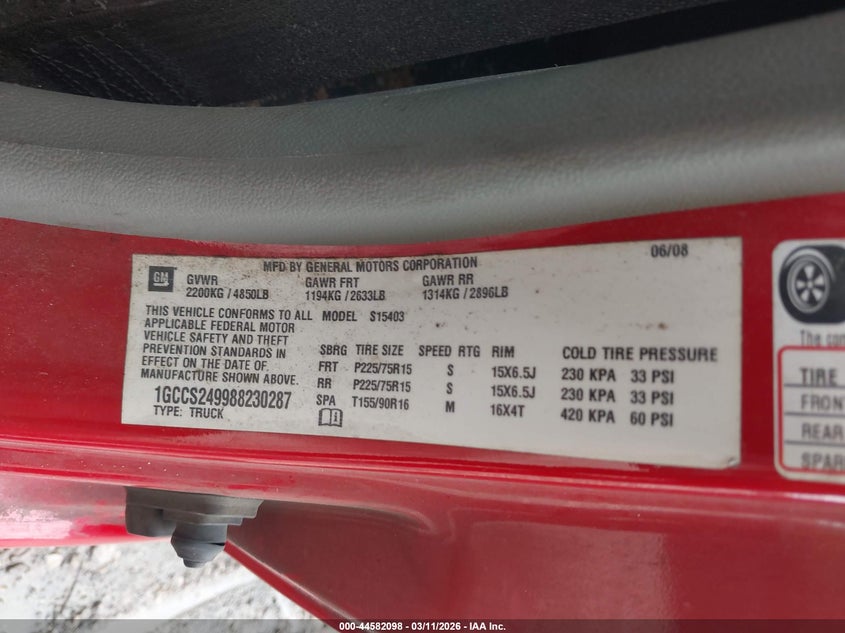 MFD BY GENERAL MOTORS CORPORATION 06/08
GM
GVWR GAWR FRT GAWR RR
2200KG / 4850LB 1194KG / 2633LB 1314KG / 2896LB
THIS VEHICLE CONFORMS TO ALL
APPLICABLE FEDERAL MOTOR
VEHICLE SAFETY AND THEFT
PREVENTION STANDARDS IN
EFFECT ON THE DATE OF
MANUFACTURE SHOWN ABOVE.
1GCCS249988230287
TYPE: TRUCK
MODEL S15403
SBRG TIRE SIZE SPEED RTG RIM COLD TIRE PRESSURE
FRT P225/75R15 S 15X6.5J 230 KPA 33 PSI
RR P225/75R15 S 15X6.5J 230 KPA 33 PSI
SPA T155/90R16 M 16X4T 420 KPA 60 PSI
The
TIRE
FRON
REAR
SPAR
000-44582098 - 03/11/2026 - IAA Inc.